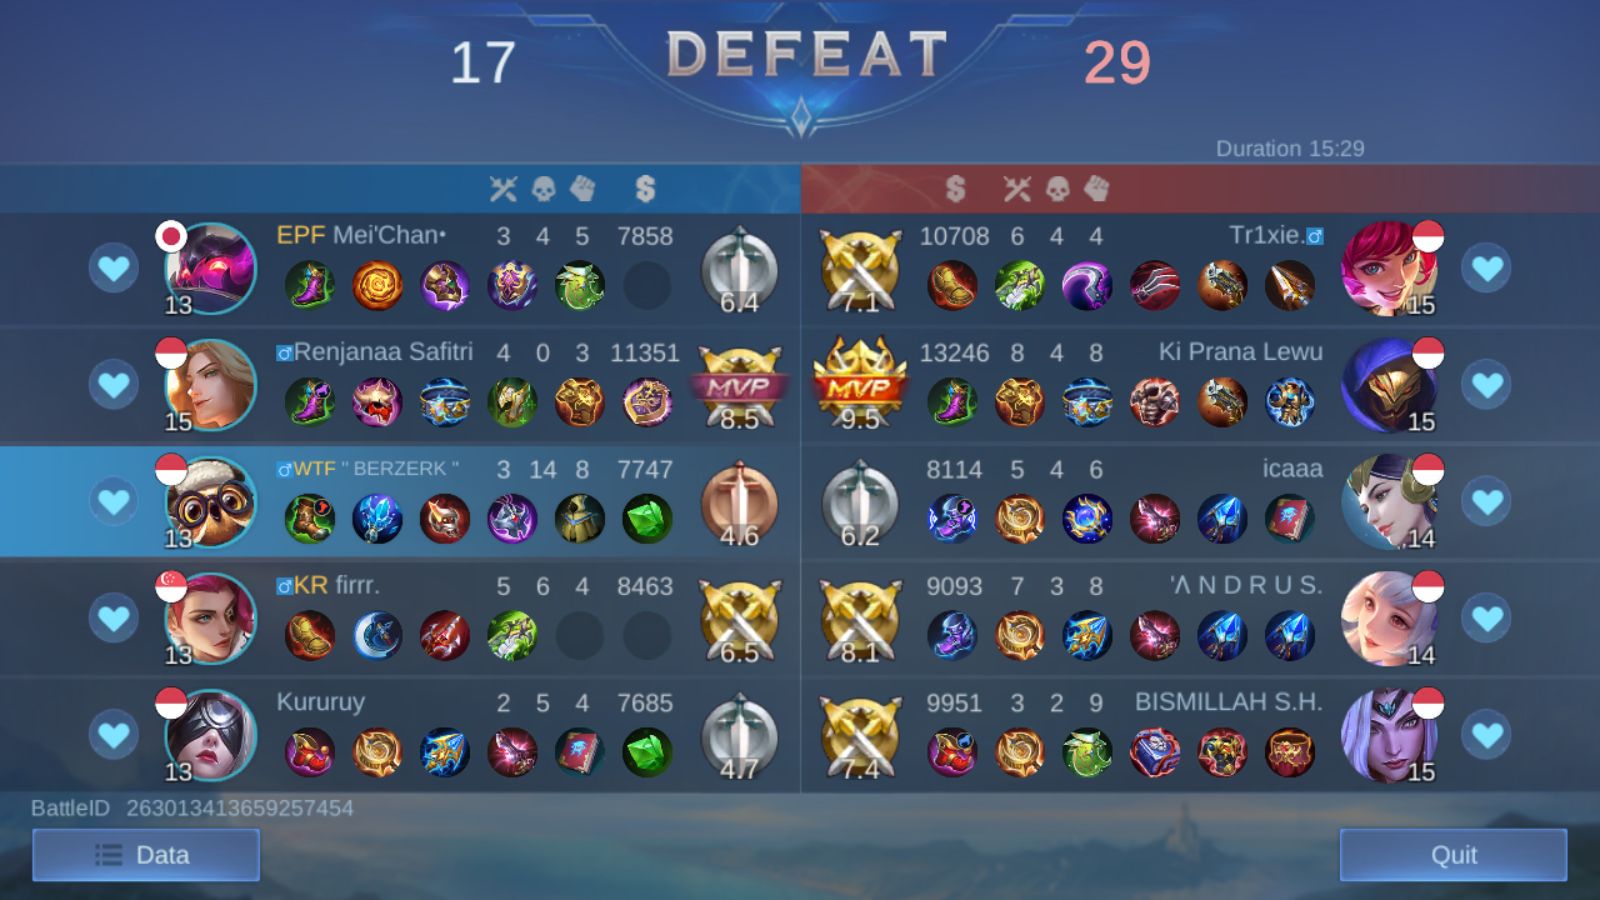 17 DEFEAT 29
Duration 15:29
EPF Mei'Chan• 3 4 5 7858
13 6.4
10708 6 4 4 Tr1xie.♂
7.1 15
♂Renjanaa Safitri 4 0 3 11351
15 MVP 8.5
13246 8 4 8 Ki Prana Lewu
MVP 9.5 15
♂WTF " BERZERK " 3 14 8 7747
13 4.6
8114 5 4 6 icaaa
6.2 14
♂KR firrr. 5 6 4 8463
13 6.5
9093 7 3 8 'Λ N D R U S.
8.1 14
Kururuy 2 5 4 7685
13 4.7
9951 3 2 9 BISMILLAH S.H.
7.4 15
BattleID 263013413659257454
Data
Quit